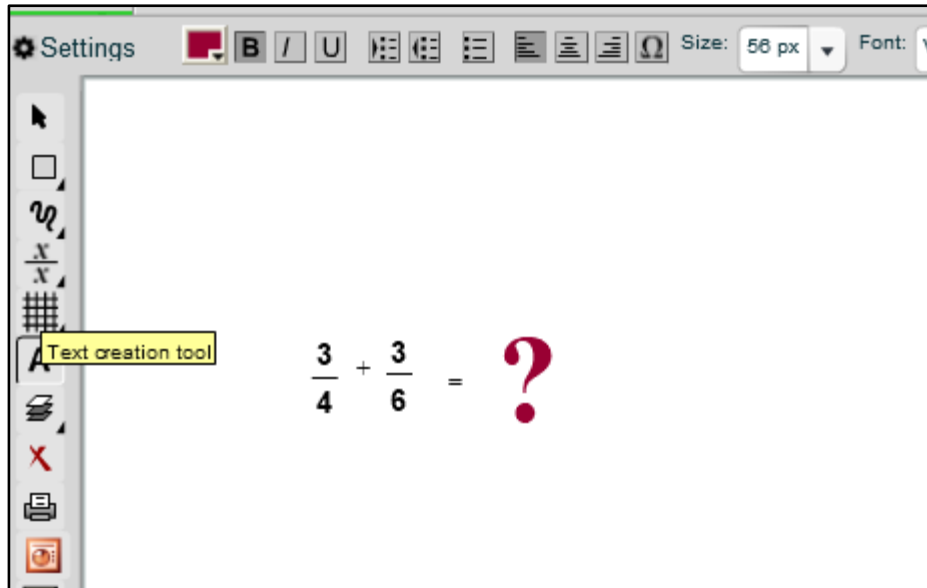 Settings B I U Ω Size: 56 px Font:
x
x
Text creation tool
A
3/4 + 3/6 = ?